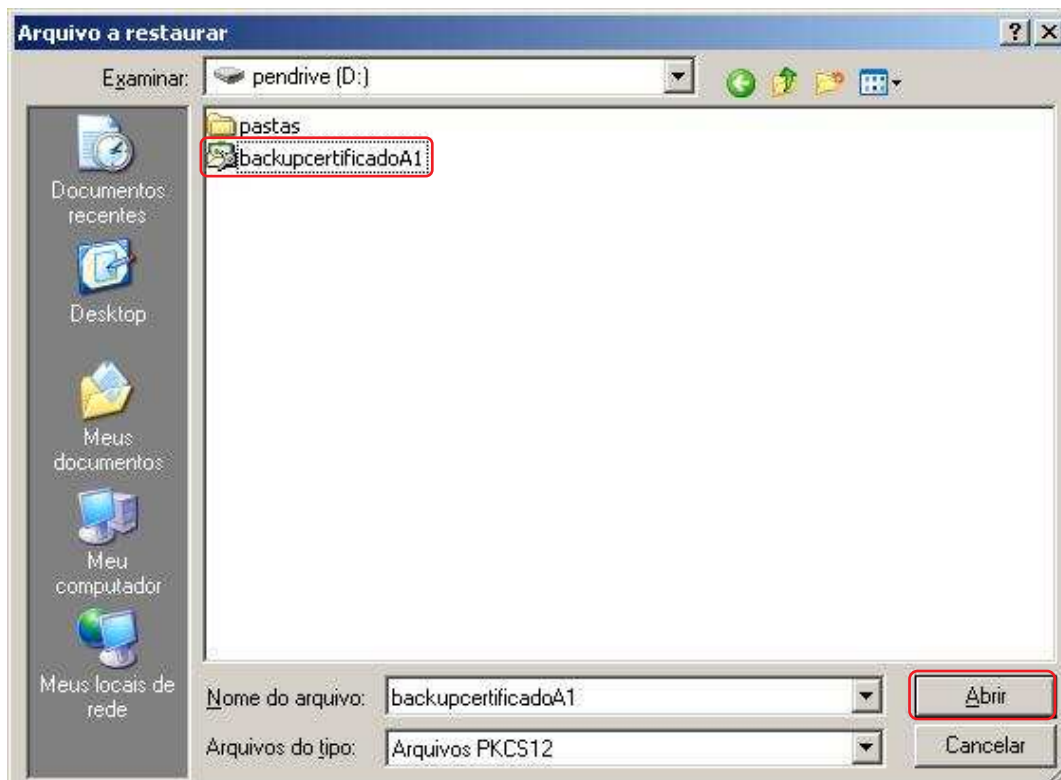 Arquivo a restaurar
Examinar:
pendrive (D:)
pastas
backupcertificadoA1
Documentos
recentes
Desktop
Meus
documentos
Meu
computador
Meus locais de
rede
Nome do arquivo:
backupcertificadoA1
Abrir
Arquivos do tipo:
Arquivos PKCS12
Cancelar